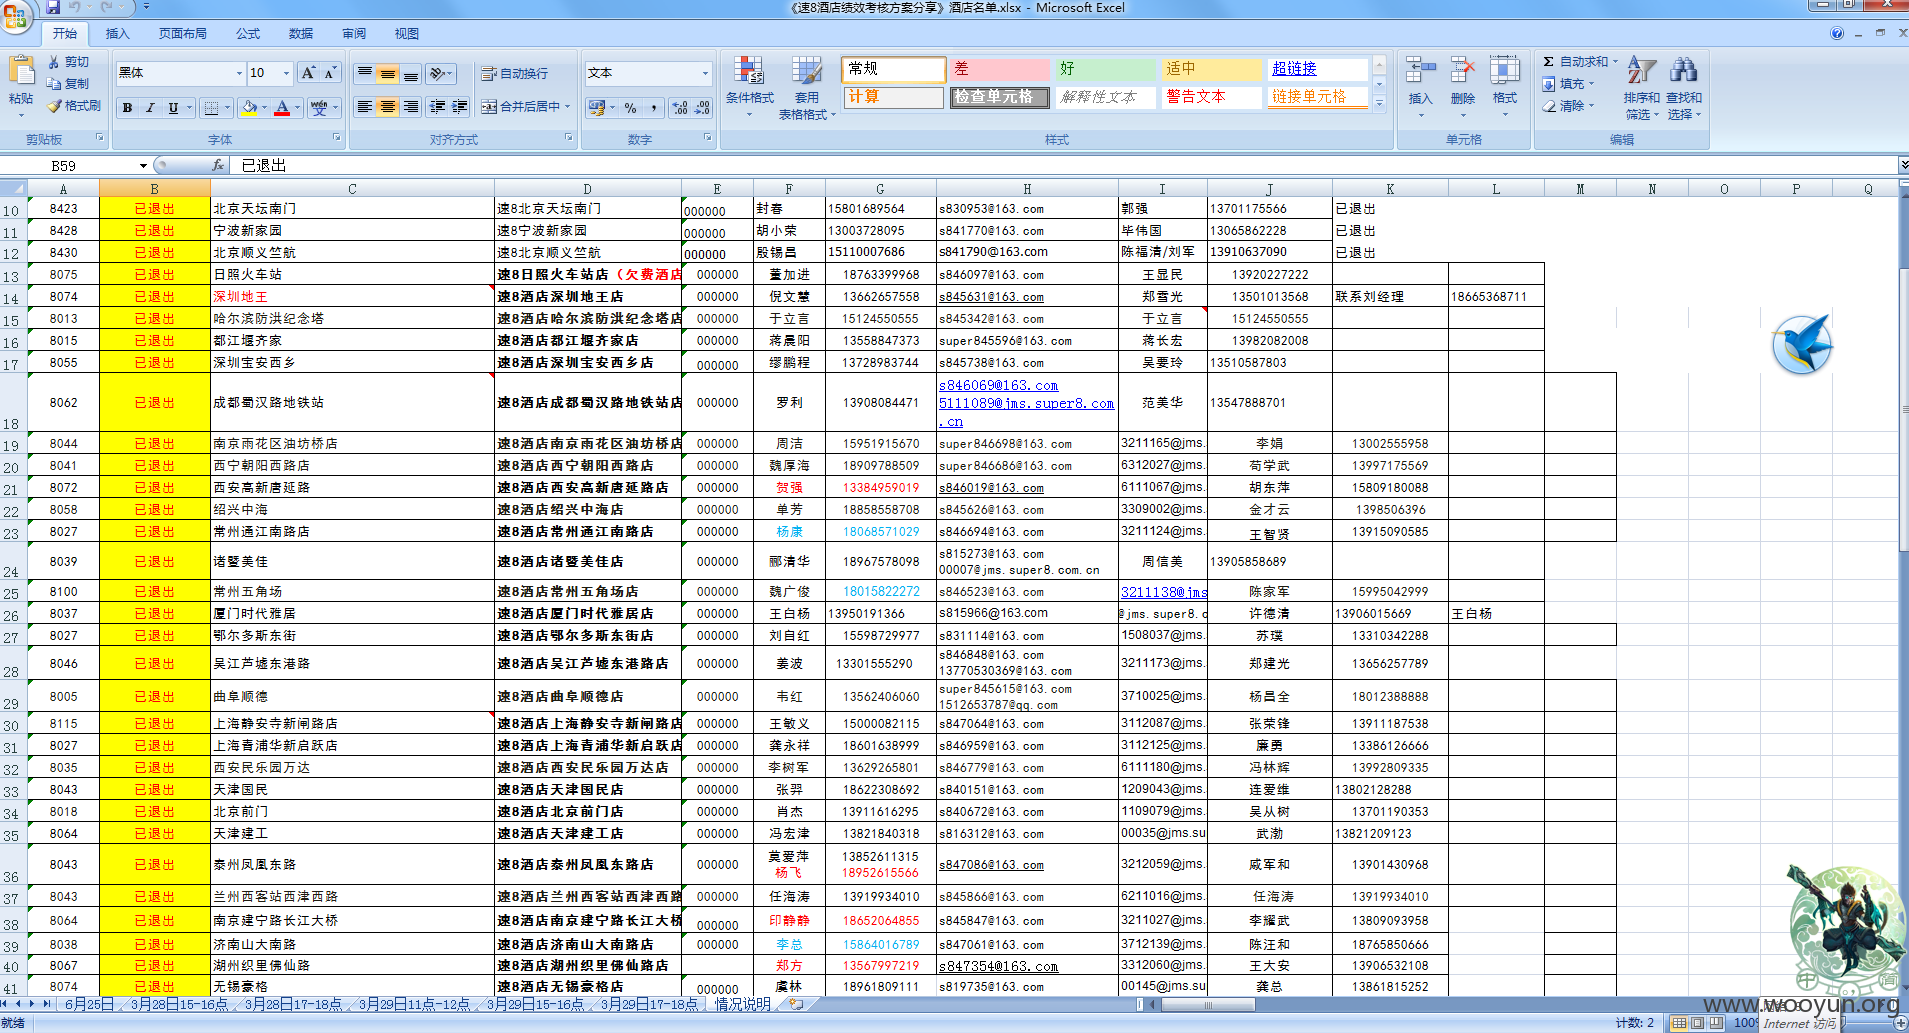 《速8酒店绩效考核方案分享》酒店名单.xlsx - Microsoft Excel
开始 插入 页面布局 公式 数据 审阅 视图
粘贴 剪切 复制 格式刷 剪贴板
黑体 10 字体
自动换行 合并后居中 对齐方式
文本 数字
条件格式 套用表格格式 常规 差 好 适中 超链接
计算 检查单元格 解释性文本 警告文本 链接单元格 样式
插入 删除 格式 单元格
自动求和 填充 清除 排序和筛选 查找和选择 编辑
B59 fx 已退出
A B C D E F G H I J K L M N O P Q
10 8423 已退出 北京天坛南门 速8北京天坛南门 000000 封春 15801689564 s830953@163.com 郭强 13701175566 已退出
11 8428 已退出 宁波新家园 速8宁波新家园 000000 胡小荣 13003728095 s841770@163.com 毕伟国 13065862228 已退出
12 8430 已退出 北京顺义竺航 速8北京顺义竺航 000000 殷锡昌 15110007686 s841790@163.com 陈福清/刘军 13910637090 已退出
13 8075 已退出 日照火车站 速8日照火车站店（欠费酒店 000000 董加进 18763399968 s846097@163.com 王显民 13920227222
14 8074 已退出 深圳地王 速8酒店深圳地王店 000000 倪文慧 13662657558 s845631@163.com 郑雪光 13501013568 联系刘经理 18665368711
15 8013 已退出 哈尔滨防洪纪念塔 速8酒店哈尔滨防洪纪念塔店 000000 于立言 15124550555 s845342@163.com 于立言 15124550555
16 8015 已退出 都江堰齐家 速8酒店都江堰齐家店 000000 蒋晨阳 13558847373 super845596@163.com 蒋长宏 13982082008
17 8055 已退出 深圳宝安西乡 速8酒店深圳宝安西乡店 000000 缪鹏程 13728983744 s845738@163.com 吴要玲 13510587803
18 8062 已退出 成都蜀汉路地铁站 速8酒店成都蜀汉路地铁站店 000000 罗利 13908084471 s846069@163.com 5111089@jms.super8.com.cn 范美华 13547888701
19 8044 已退出 南京雨花区油坊桥店 速8酒店南京雨花区油坊桥店 000000 周洁 15951915670 super846698@163.com 3211165@jms. 李娟 13002555958
20 8041 已退出 西宁朝阳西路店 速8酒店西宁朝阳西路店 000000 魏厚海 18909788509 super846686@163.com 6312027@jms. 苟学武 13997175569
21 8072 已退出 西安高新唐延路 速8酒店西安高新唐延路店 000000 贺强 13384959019 s846019@163.com 6111067@jms. 胡东萍 15809180088
22 8058 已退出 绍兴中海 速8酒店绍兴中海店 000000 单芳 18858558708 s845626@163.com 3309002@jms. 金才云 1398506396
23 8027 已退出 常州通江南路店 速8酒店常州通江南路店 000000 杨康 18068571029 s846694@163.com 3211124@jms. 王智贤 13915090585
24 8039 已退出 诸暨美佳 速8酒店诸暨美佳店 000000 郦清华 18967578098 s815273@163.com 00007@jms.super8.com.cn 周信美 13905858689
25 8100 已退出 常州五角场 速8酒店常州五角场店 000000 魏广俊 18015822272 s846523@163.com 3211138@jms 陈家军 15995042999
26 8037 已退出 厦门时代雅居 速8酒店厦门时代雅居店 000000 王白杨 13950191366 s815966@163.com @jms.super8.c 许德清 13906015669 王白杨
27 8027 已退出 鄂尔多斯东街 速8酒店鄂尔多斯东街店 000000 刘自红 15598729977 s831114@163.com 1508037@jms. 苏璞 13310342288
28 8046 已退出 吴江芦墟东港路 速8酒店吴江芦墟东港路店 000000 姜波 13301555290 s846848@163.com 13770530369@163.com 3211173@jms. 郑建光 13656257789
29 8005 已退出 曲阜顺德 速8酒店曲阜顺德店 000000 韦红 13562406060 super845615@163.com 1512653787@qq.com 3710025@jms. 杨昌全 18012388888
30 8115 已退出 上海静安寺新闸路店 速8酒店上海静安寺新闸路店 000000 王敏义 15000082115 s847064@163.com 3112087@jms. 张荣锋 13911187538
31 8027 已退出 上海青浦华新启跃店 速8酒店上海青浦华新启跃店 000000 龚永祥 18601638999 s846959@163.com 3112125@jms. 廉勇 13386126666
32 8035 已退出 西安民乐园万达 速8酒店西安民乐园万达店 000000 李树军 13629265801 s846779@163.com 6111180@jms. 冯林辉 13992809335
33 8043 已退出 天津国民 速8酒店天津国民店 000000 张羿 18622308692 s840151@163.com 1209043@jms. 连爱维 13802128288
34 8018 已退出 北京前门 速8酒店北京前门店 000000 肖杰 13911616295 s840672@163.com 1109079@jms. 吴从树 13701190353
35 8064 已退出 天津建工 速8酒店天津建工店 000000 冯宏津 13821840318 s816312@163.com 00035@jms.su 武渤 13821209123
36 8043 已退出 泰州凤凰东路 速8酒店泰州凤凰东路店 000000 莫爱萍 杨飞 13852611315 18952615566 s847086@163.com 3212059@jms. 戚军和 13901430968
37 8043 已退出 兰州西客站西津西路 速8酒店兰州西客站西津西路 000000 任海涛 13919934010 s845866@163.com 6211016@jms. 任海涛 13919934010
38 8064 已退出 南京建宁路长江大桥 速8酒店南京建宁路长江大桥 000000 印静静 18652064855 s845847@163.com 3211027@jms. 李耀武 13809093958
39 8038 已退出 济南山大南路 速8酒店济南山大南路店 000000 李总 15864016789 s847061@163.com 3712139@jms. 陈汪和 18765850666
40 8067 已退出 湖州织里佛仙路 速8酒店湖州织里佛仙路店 郑方 13567997219 s847354@163.com 3312060@jms. 王大安 13906532108
41 8074 已退出 无锡豪格 速8酒店无锡豪格店 000000 虞林 18961809111 s819735@163.com 00145@jms.su 龚总 13861815252
6月25日 3月28日15-16点 3月28日17-18点 3月29日11点-12点 3月29日15-16点 3月29日17-18点 情况说明
就绪 计数: 2 100%
www.wooyun.org
Internet 访问